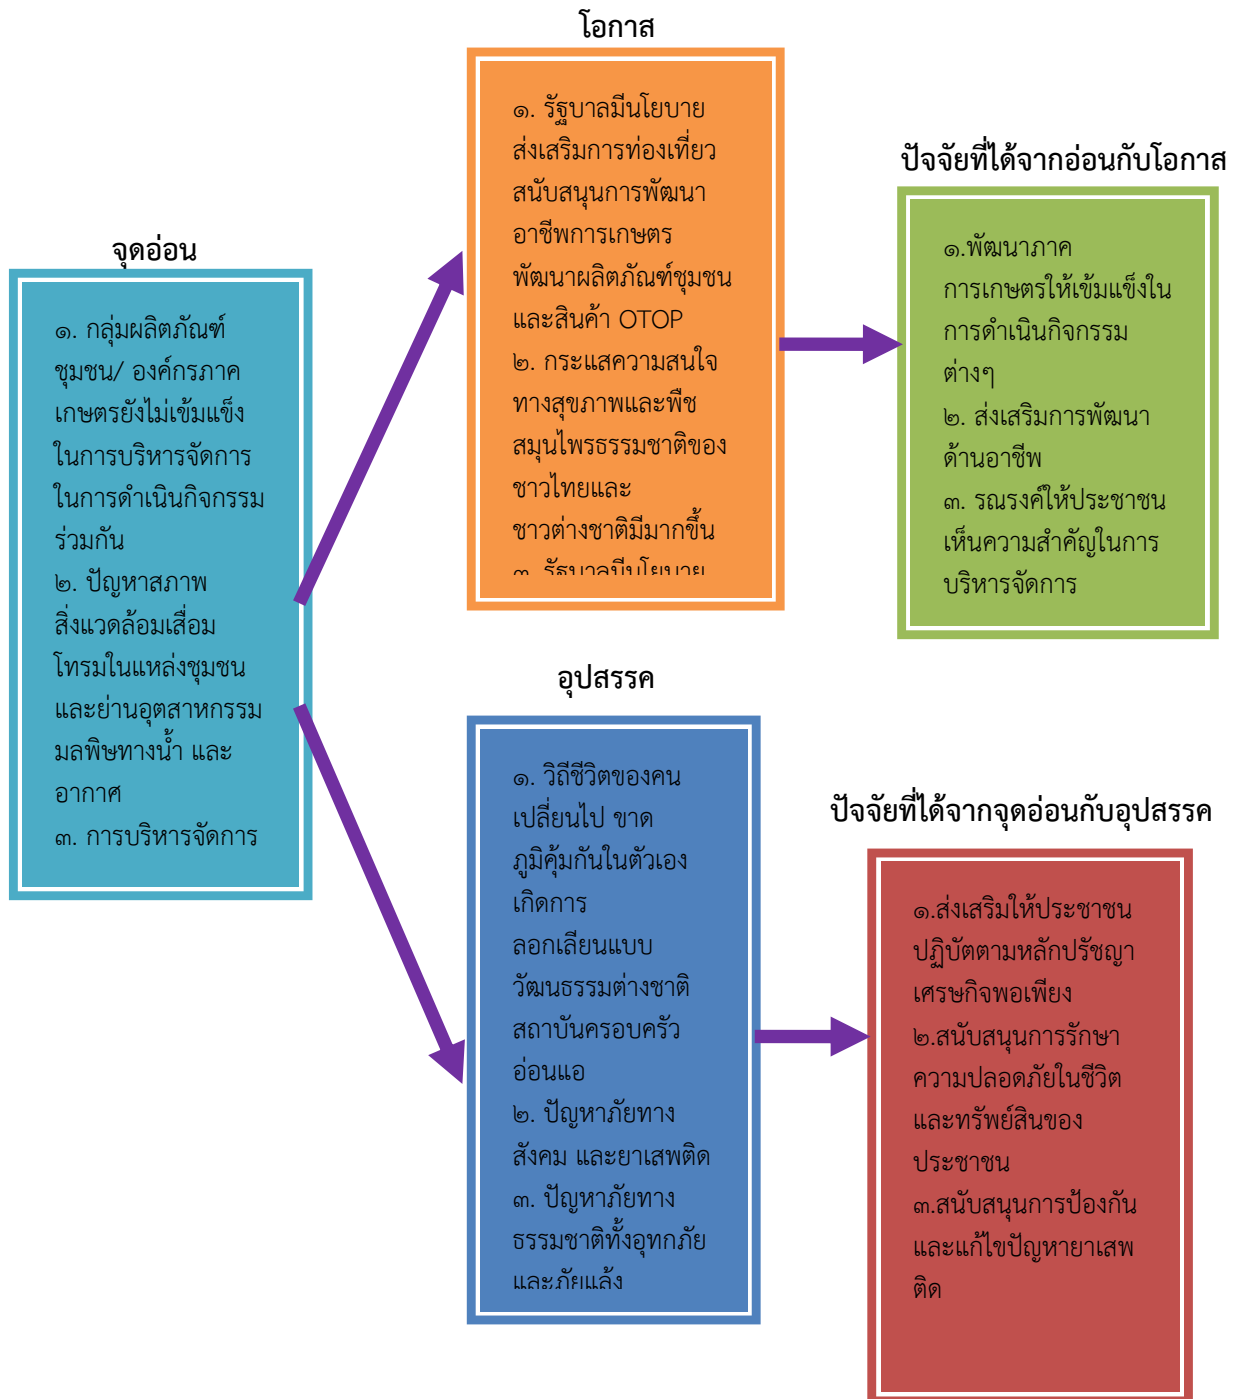 โอกาส
๑. รัฐบาลมีนโยบาย
ส่งเสริมการท่องเที่ยว
สนับสนุนการพัฒนา
อาชีพการเกษตร
พัฒนาผลิตภัณฑ์ชุมชน
และสินค้า OTOP
๒. กระแสความสนใจ
ทางสุขภาพและพืช
สมุนไพรธรรมชาติของ
ชาวไทยและ
ชาวต่างชาติมีมากขึ้น
๓. รัฐบาลมีนโยบาย
ปัจจัยที่ได้จากอ่อนกับโอกาส
๑.พัฒนาภาค
การเกษตรให้เข้มแข็งใน
การดำเนินกิจกรรม
ต่างๆ
๒. ส่งเสริมการพัฒนา
ด้านอาชีพ
๓. รณรงค์ให้ประชาชน
เห็นความสำคัญในการ
บริหารจัดการ
จุดอ่อน
๑. กลุ่มผลิตภัณฑ์
ชุมชน/ องค์กรภาค
เกษตรยังไม่เข้มแข็ง
ในการบริหารจัดการ
ในการดำเนินกิจกรรม
ร่วมกัน
๒. ปัญหาสภาพ
สิ่งแวดล้อมเสื่อม
โทรมในแหล่งชุมชน
และย่านอุตสาหกรรม
มลพิษทางน้ำ และ
อากาศ
๓. การบริหารจัดการ
อุปสรรค
๑. วิถีชีวิตของคน
เปลี่ยนไป ขาด
ภูมิคุ้มกันในตัวเอง
เกิดการ
ลอกเลียนแบบ
วัฒนธรรมต่างชาติ
สถาบันครอบครัว
อ่อนแอ
๒. ปัญหาภัยทาง
สังคม และยาเสพติด
๓. ปัญหาภัยทาง
ธรรมชาติทั้งอุทกภัย
และภัยแล้ง
ปัจจัยที่ได้จากจุดอ่อนกับอุปสรรค
๑.ส่งเสริมให้ประชาชน
ปฏิบัตตามหลักปรัชญา
เศรษกิจพอเพียง
๒.สนับสนุนการรักษา
ความปลอดภัยในชีวิต
และทรัพย์สินของ
ประชาชน
๓.สนับสนุนการป้องกัน
และแก้ไขปัญหายาเสพ
ติด